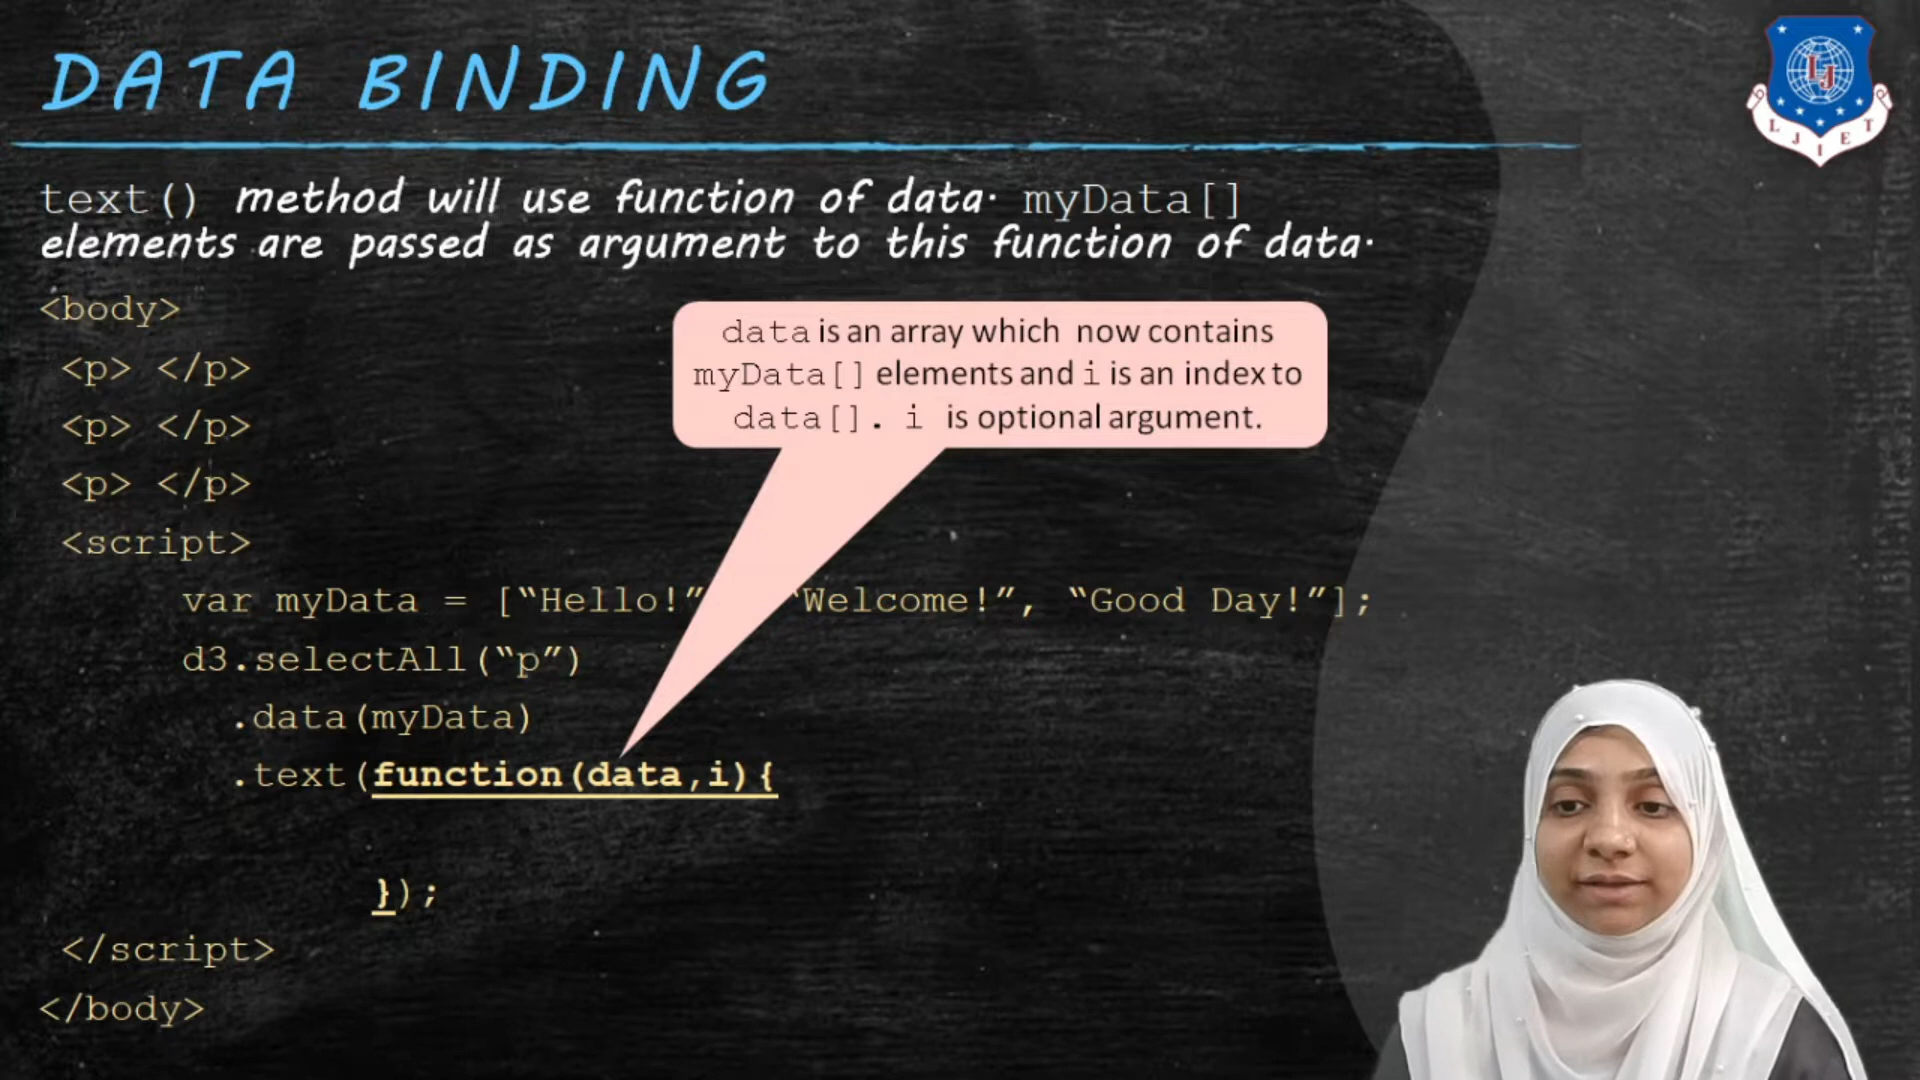 DATA BINDING
LJ
L J I E T
text() method will use function of data. myData[]
elements are passed as argument to this function of data.
<body>
<p> </p>
<p> </p>
<p> </p>
<script>
data is an array which now contains
myData[] elements and i is an index to
data[]. i is optional argument.
var myData = [“Hello!” “Welcome!”, “Good Day!”];
d3.selectAll(“p”)
.data(myData)
.text(function(data,i){
});
</script>
</body>